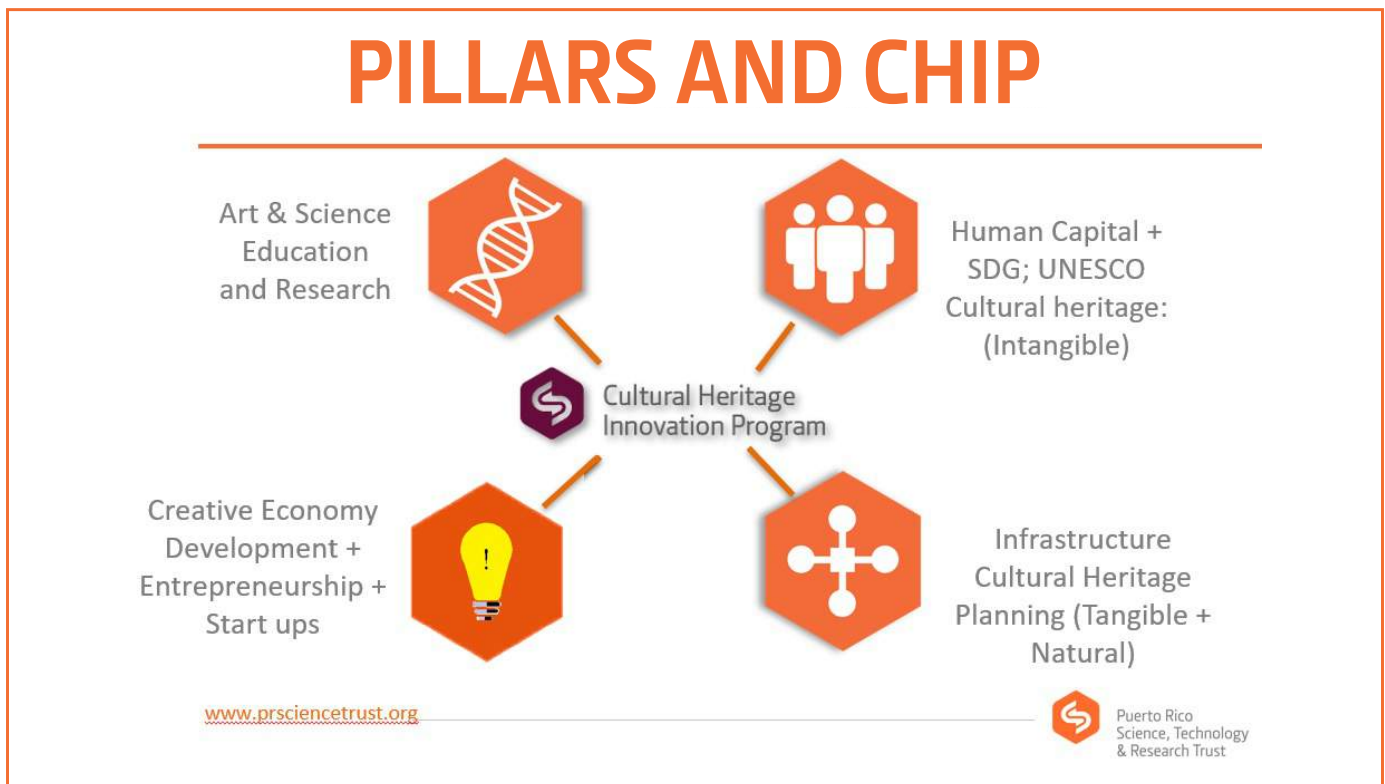 PILLARS AND CHIP
Art & Science
Education
and Research
Human Capital +
SDG; UNESCO
Cultural heritage:
(Intangible)
Cultural Heritage
Innovation Program
Creative Economy
Development +
Entrepreneurship +
Start ups
!
Infrastructure
Cultural Heritage
Planning (Tangible +
Natural)
www.prsciencetrust.org
Puerto Rico
Science, Technology
& Research Trust